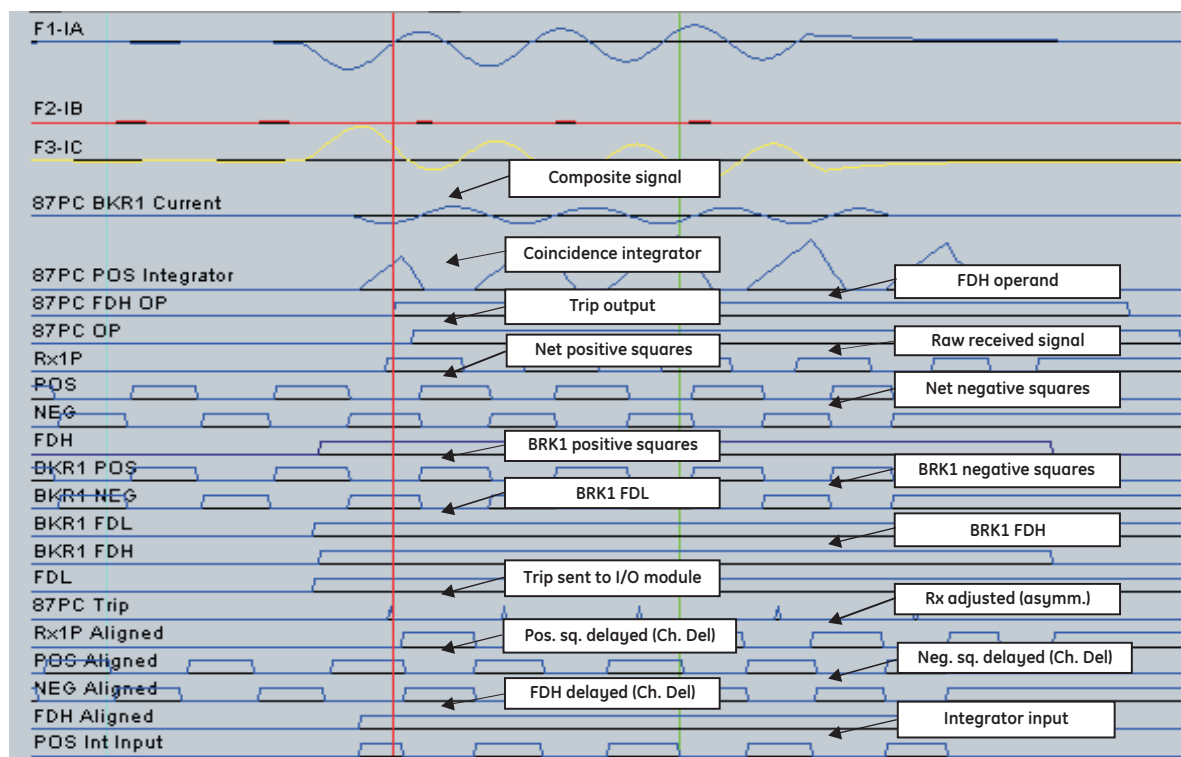 F1-IA
F2-IB
F3-IC
Composite signal
87PC BKR1 Current
Coincidence integrator
87PC POS Integrator
FDH operand
87PC FDH OP
Trip output
87PC OP
Raw received signal
Net positive squares
Rx1P
POS
Net negative squares
NEG
FDH
BRK1 positive squares
BKR1 POS
BRK1 negative squares
BKR1 NEG
BRK1 FDL
BKR1 FDL
BRK1 FDH
BKR1 FDH
FDL
Trip sent to I/O module
87PC Trip
Rx adjusted (asymm.)
Rx1P Aligned
Pos. sq. delayed (Ch. Del)
POS Aligned
Neg. sq. delayed (Ch. Del)
NEG Aligned
FDH delayed (Ch. Del)
FDH Aligned
Integrator input
POS Int Input